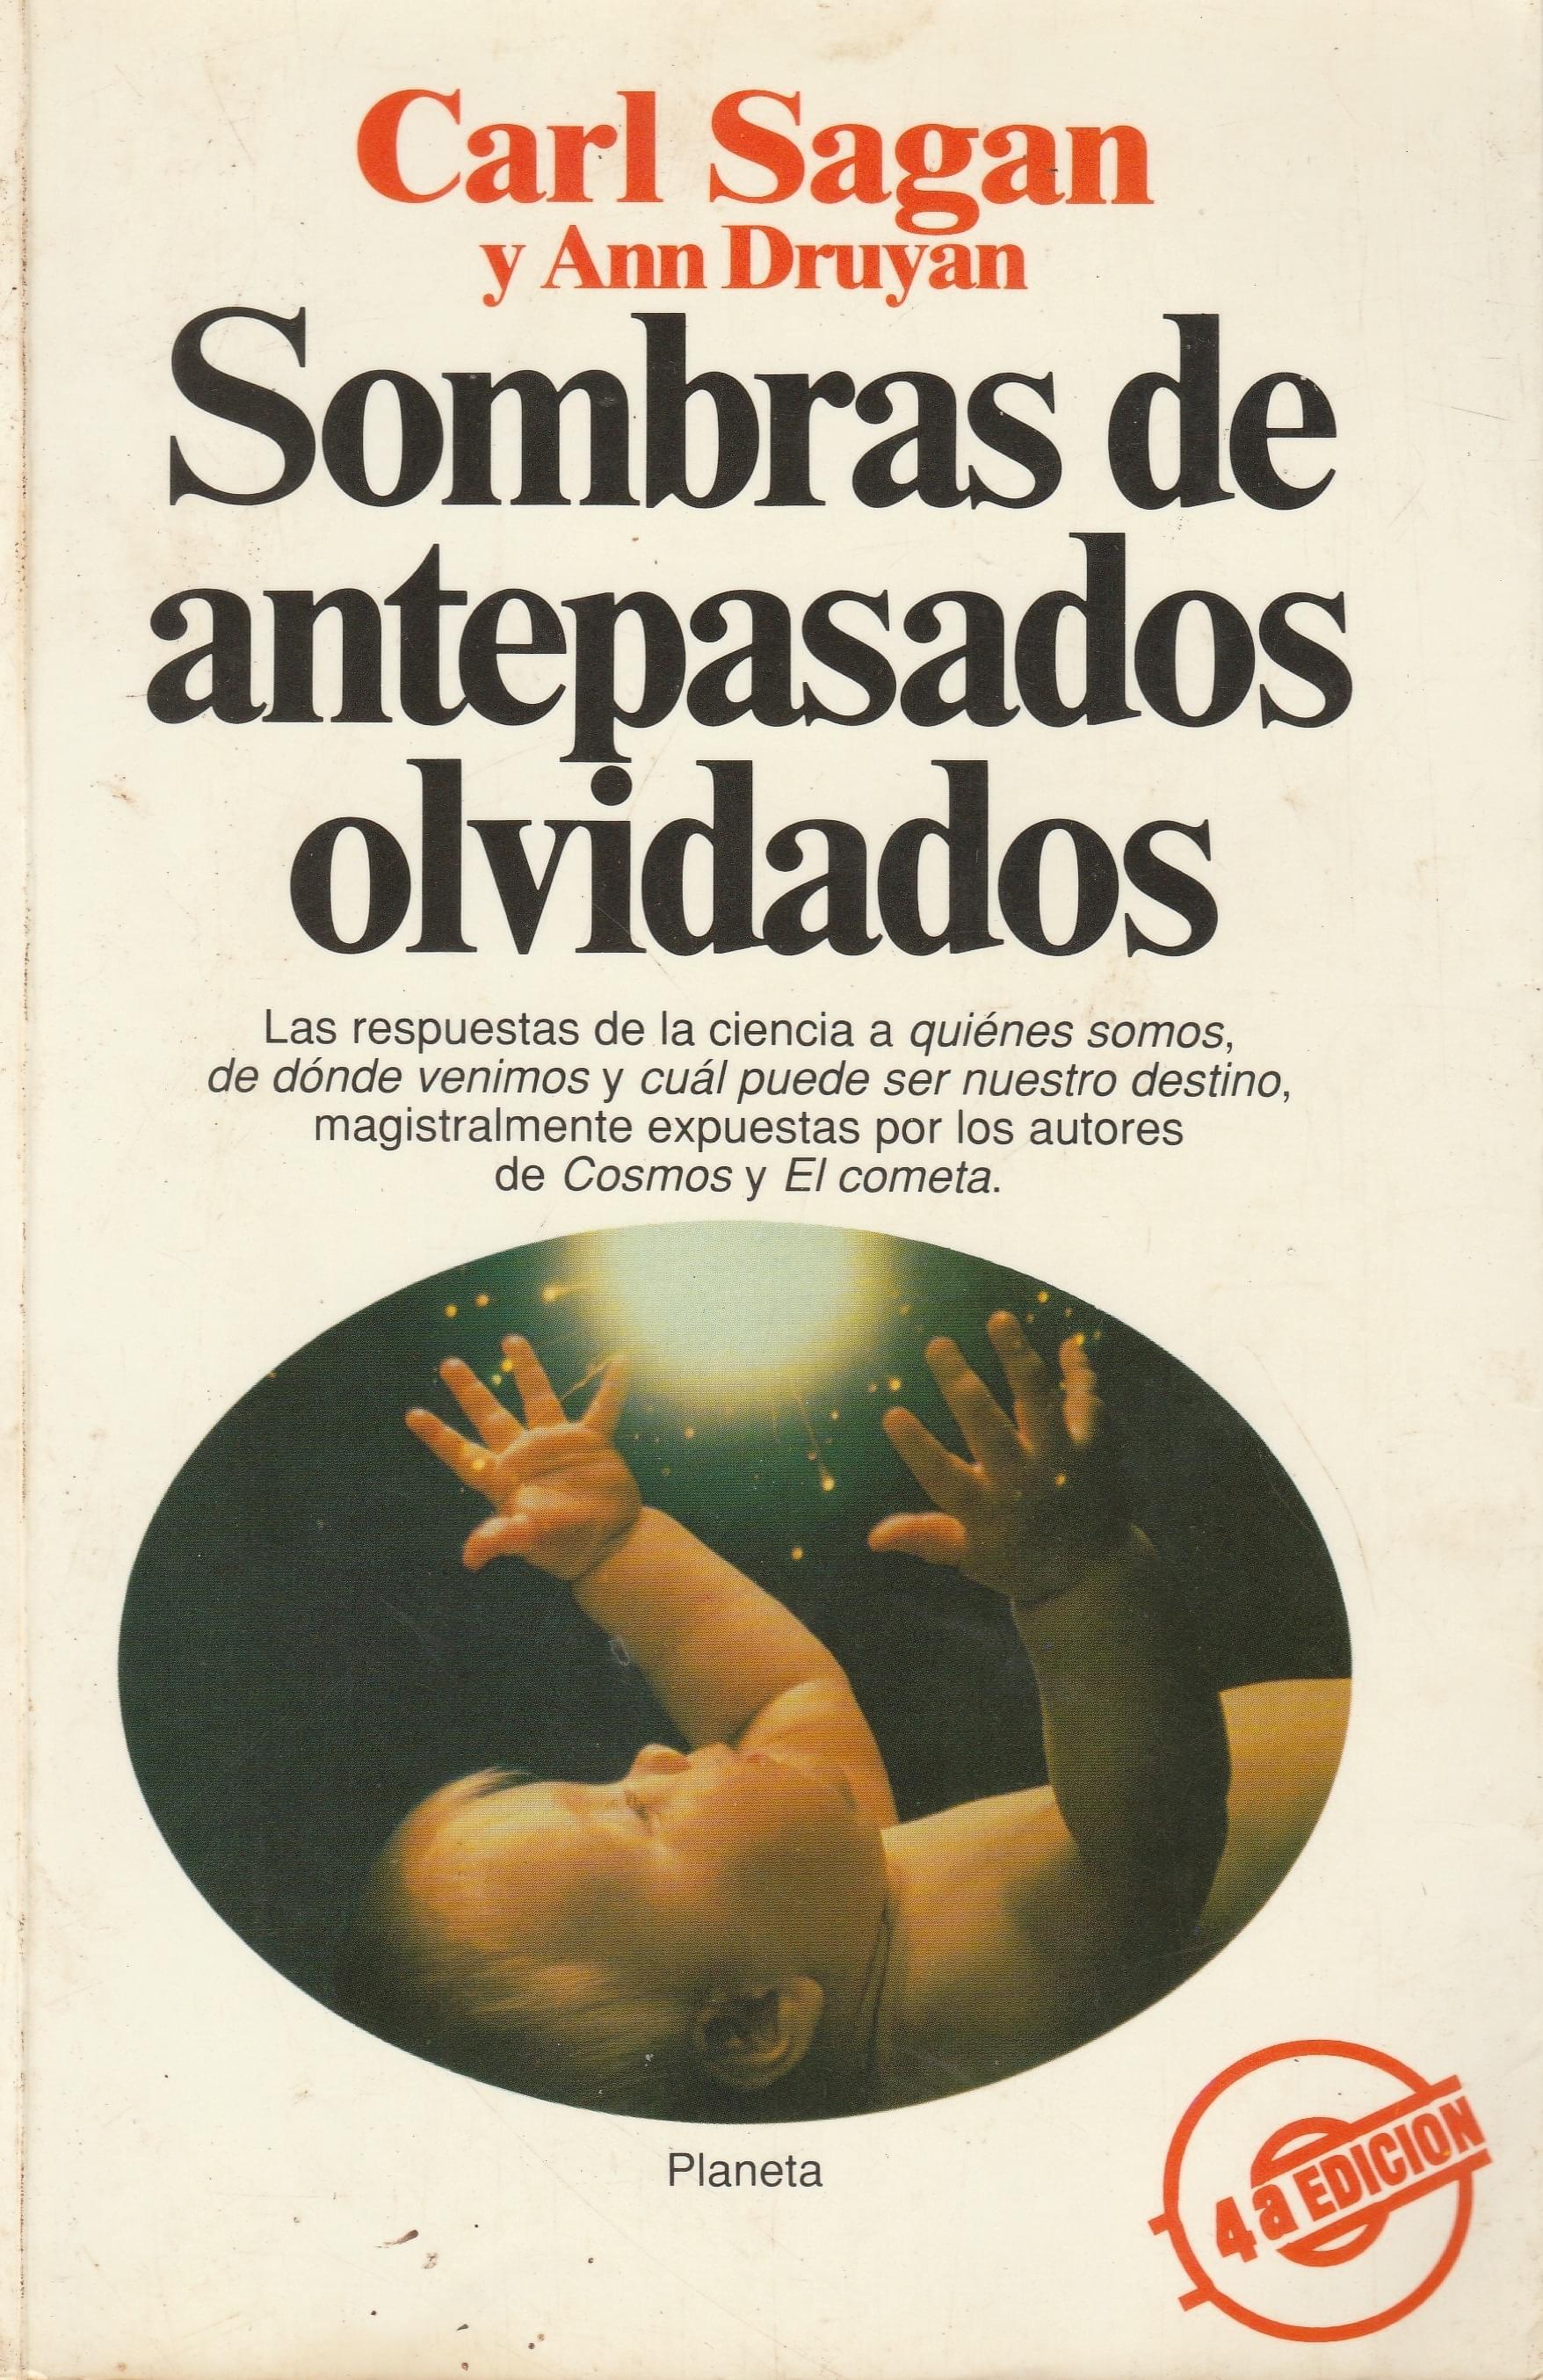 Carl Sagan
y Ann Druyan
Sombras de
antepasados
olvidados
Las respuestas de la ciencia a quiénes somos,
de dónde venimos y cuál puede ser nuestro destino,
magistralmente expuestas por los autores
de Cosmos y El cometa.
Planeta
4a EDICION